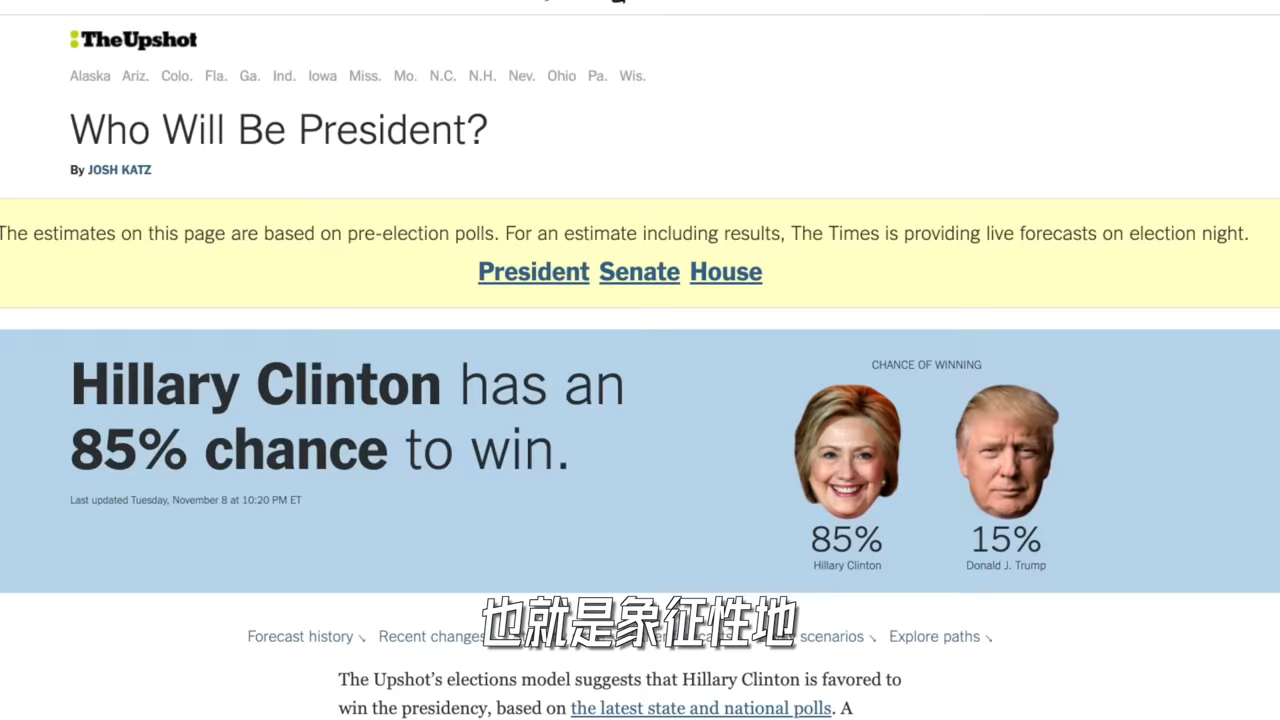 TheUpshot
Alaska Ariz. Colo. Fla. Ga. Ind. Iowa Miss. Mo. N.C. N.H. Nev. Ohio Pa. Wis.
Who Will Be President?
By JOSH KATZ
The estimates on this page are based on pre-election polls. For an estimate including results, The Times is providing live forecasts on election night.
President Senate House
Hillary Clinton has an
85% chance to win.
Last updated Tuesday, November 8 at 10:20 PM ET
CHANCE OF WINNING
85% 15%
Hillary Clinton Donald J. Trump
也就是象征性地
Forecast history Recent changes scenarios Explore paths
The Upshot's elections model suggests that Hillary Clinton is favored to
win the presidency, based on the latest state and national polls. A